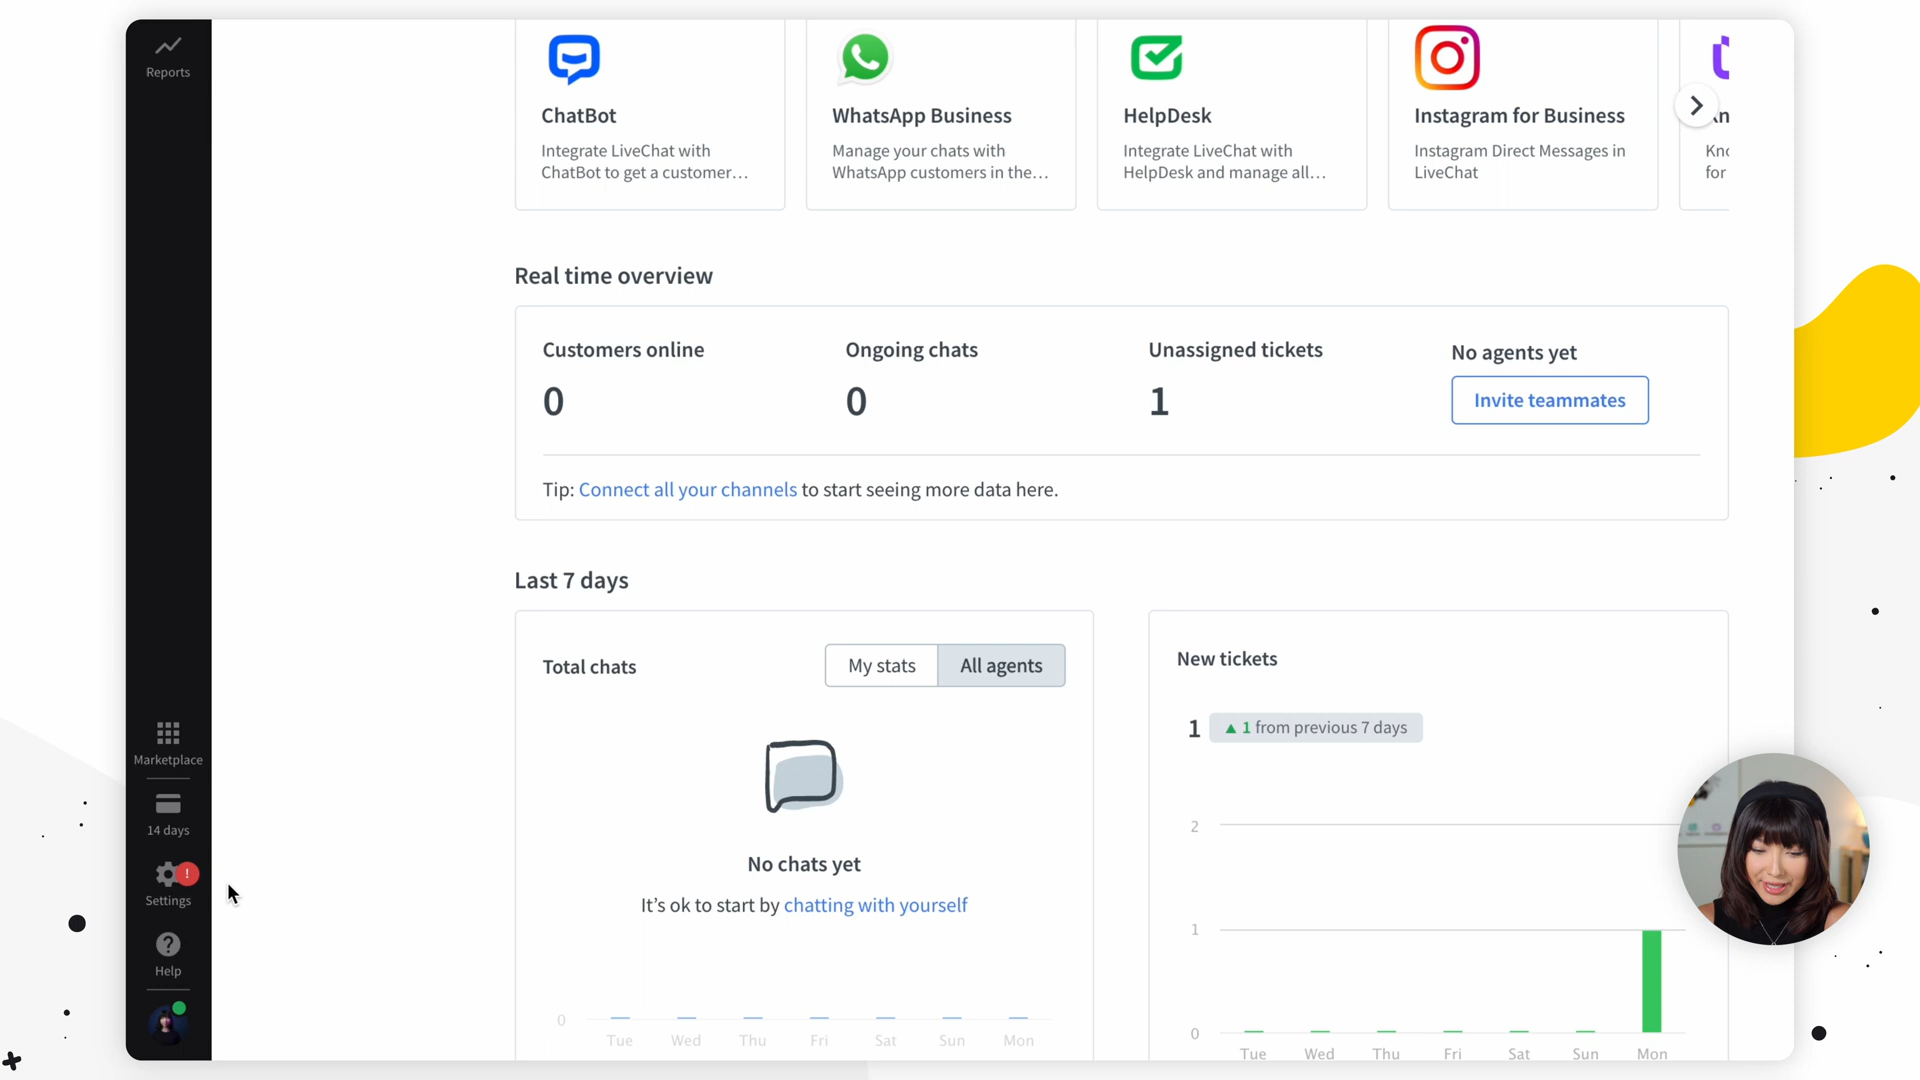 Reports
ChatBot
Integrate LiveChat with
ChatBot to get a customer...
WhatsApp Business
Manage your chats with
WhatsApp customers in the...
HelpDesk
Integrate LiveChat with
HelpDesk and manage all...
Instagram for Business
Instagram Direct Messages in
LiveChat
Kn
Kno
for
Real time overview
Customers online
0
Ongoing chats
0
Unassigned tickets
1
No agents yet
Invite teammates
Tip: Connect all your channels to start seeing more data here.
Last 7 days
Total chats
My stats
All agents
No chats yet
It's ok to start by chatting with yourself
0
Tue Wed Thu Fri Sat Sun Mon
New tickets
1
▲ 1 from previous 7 days
2
1
0
Tue Wed Thu Fri Sat Sun Mon
Marketplace
14 days
!
Settings
?
Help